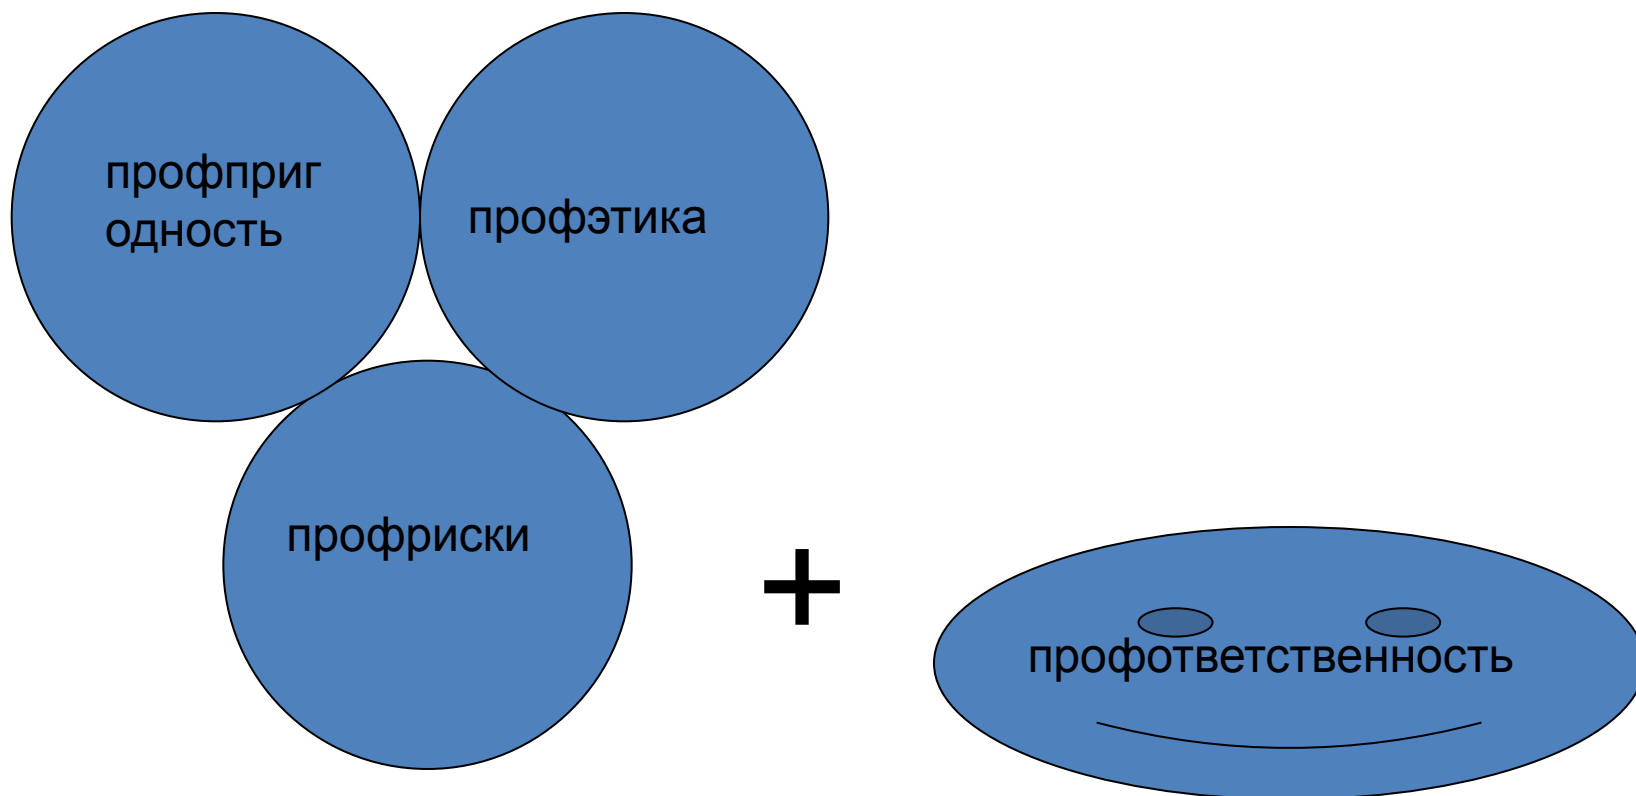 профприг
одность
профэтика
профриски
+
профответственность